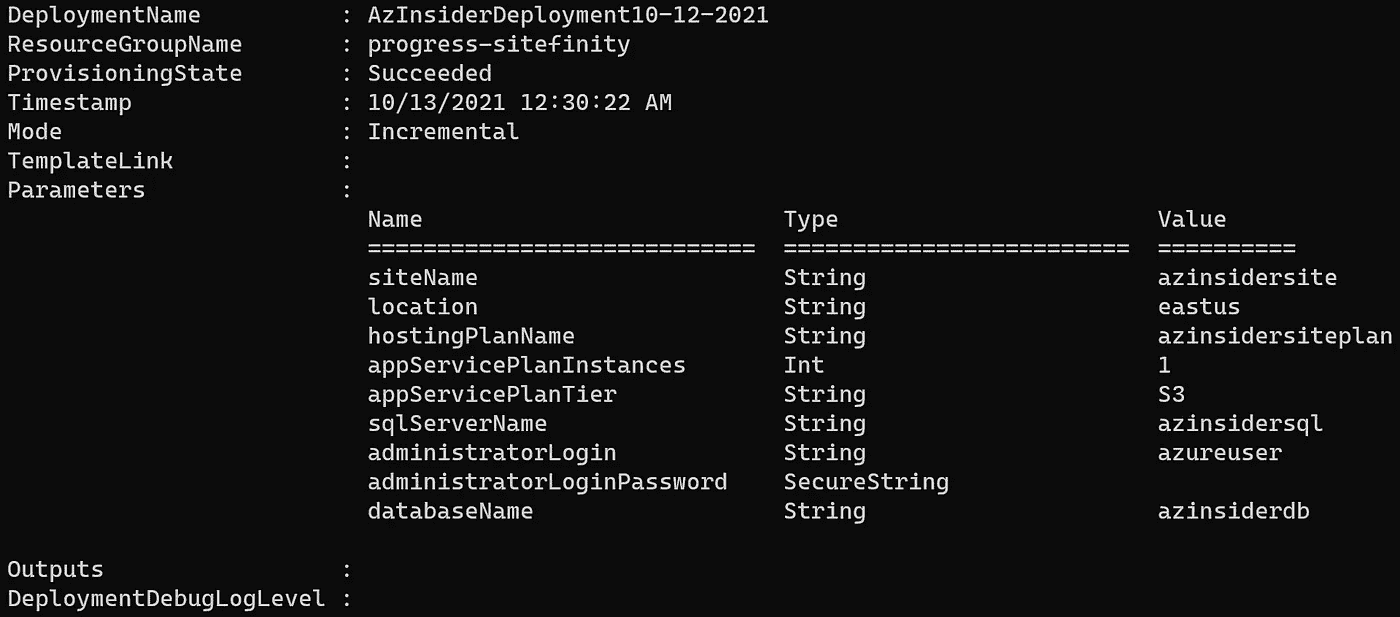 DeploymentName          : AzInsiderDeployment10-12-2021
ResourceGroupName       : progress-sitefinity
ProvisioningState       : Succeeded
Timestamp               : 10/13/2021 12:30:22 AM
Mode                    : Incremental
TemplateLink            :
Parameters              :
                          Name                          Type                       Value
                          ============================  =========================  ==========
                          siteName                      String                     azinsidersite
                          location                      String                     eastus
                          hostingPlanName               String                     azinsidersiteplan
                          appServicePlanInstances       Int                        1
                          appServicePlanTier            String                     S3
                          sqlServerName                 String                     azinsidersql
                          administratorLogin            String                     azureuser
                          administratorLoginPassword    SecureString
                          databaseName                  String                     azinsiderdb

Outputs                 :
DeploymentDebugLogLevel :